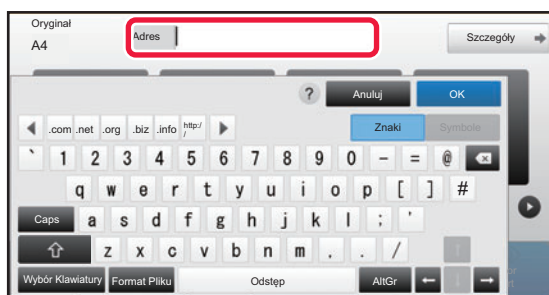 Oryginał
A4
Adres
Szczegóły
? Anuluj OK
.com .net .org .biz .info http:// Znaki Symbole
` 1 2 3 4 5 6 7 8 9 0 - = @
q w e r t y u i o p [ ] #
Caps a s d f g h j k l ; '
z x c v b n m , . /
Wybór Klawiatury Format Pliku Odstęp AltGr